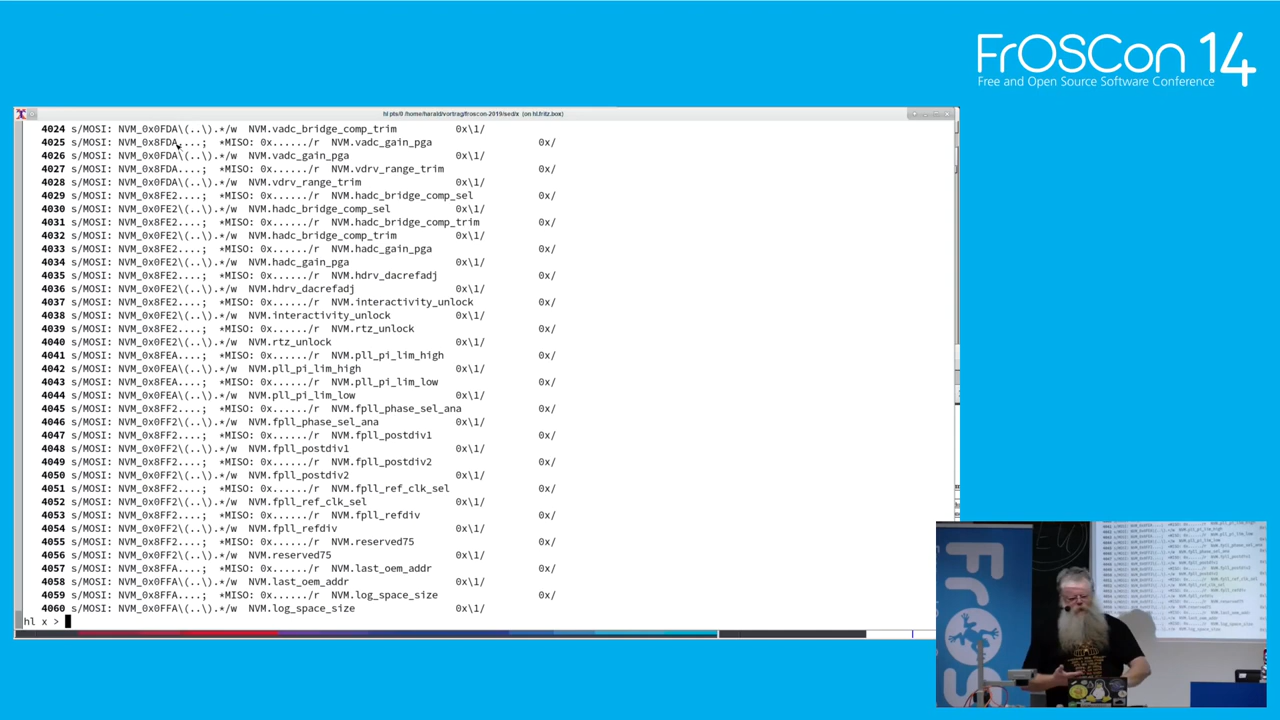 FrOSCon 14
Free and Open Source Software Conference
hl pts/0 /home/harald/vortrag/froscon-2019/sed/x (on hl.fritz.box)
4024 s/MOSI: NVM_0x0FDA\(..\).*/w NVM.vadc_bridge_comp_trim 0x\1/
4025 s/MOSI: NVM_0x8FDA....; *MISO: 0x....../r NVM.vadc_gain_pga 0x/
4026 s/MOSI: NVM_0x0FDA\(..\).*/w NVM.vadc_gain_pga 0x\1/
4027 s/MOSI: NVM_0x8FDA....; *MISO: 0x....../r NVM.vdrv_range_trim 0x/
4028 s/MOSI: NVM_0x0FDA\(..\).*/w NVM.vdrv_range_trim 0x\1/
4029 s/MOSI: NVM_0x8FE2....; *MISO: 0x....../r NVM.hadc_bridge_comp_sel 0x/
4030 s/MOSI: NVM_0x0FE2\(..\).*/w NVM.hadc_bridge_comp_sel 0x\1/
4031 s/MOSI: NVM_0x8FE2....; *MISO: 0x....../r NVM.hadc_bridge_comp_trim 0x/
4032 s/MOSI: NVM_0x0FE2\(..\).*/w NVM.hadc_bridge_comp_trim 0x\1/
4033 s/MOSI: NVM_0x8FE2....; *MISO: 0x....../r NVM.hadc_gain_pga 0x/
4034 s/MOSI: NVM_0x0FE2\(..\).*/w NVM.hadc_gain_pga 0x\1/
4035 s/MOSI: NVM_0x8FE2....; *MISO: 0x....../r NVM.hdrv_dacrefadj 0x/
4036 s/MOSI: NVM_0x0FE2\(..\).*/w NVM.hdrv_dacrefadj 0x\1/
4037 s/MOSI: NVM_0x8FE2....; *MISO: 0x....../r NVM.interactivity_unlock 0x/
4038 s/MOSI: NVM_0x0FE2\(..\).*/w NVM.interactivity_unlock 0x\1/
4039 s/MOSI: NVM_0x8FE2....; *MISO: 0x....../r NVM.rtz_unlock 0x/
4040 s/MOSI: NVM_0x0FE2\(..\).*/w NVM.rtz_unlock 0x\1/
4041 s/MOSI: NVM_0x8FEA....; *MISO: 0x....../r NVM.pll_pi_lim_high 0x/
4042 s/MOSI: NVM_0x0FEA\(..\).*/w NVM.pll_pi_lim_high 0x\1/
4043 s/MOSI: NVM_0x8FEA....; *MISO: 0x....../r NVM.pll_pi_lim_low 0x/
4044 s/MOSI: NVM_0x0FEA\(..\).*/w NVM.pll_pi_lim_low 0x\1/
4045 s/MOSI: NVM_0x8FF2....; *MISO: 0x....../r NVM.fpll_phase_sel_ana 0x/
4046 s/MOSI: NVM_0x0FF2\(..\).*/w NVM.fpll_phase_sel_ana 0x\1/
4047 s/MOSI: NVM_0x8FF2....; *MISO: 0x....../r NVM.fpll_postdiv1 0x/
4048 s/MOSI: NVM_0x0FF2\(..\).*/w NVM.fpll_postdiv1 0x\1/
4049 s/MOSI: NVM_0x8FF2....; *MISO: 0x....../r NVM.fpll_postdiv2 0x/
4050 s/MOSI: NVM_0x0FF2\(..\).*/w NVM.fpll_postdiv2 0x\1/
4051 s/MOSI: NVM_0x8FF2....; *MISO: 0x....../r NVM.fpll_ref_clk_sel 0x/
4052 s/MOSI: NVM_0x0FF2\(..\).*/w NVM.fpll_ref_clk_sel 0x\1/
4053 s/MOSI: NVM_0x8FF2....; *MISO: 0x....../r NVM.fpll_refdiv 0x/
4054 s/MOSI: NVM_0x0FF2\(..\).*/w NVM.fpll_refdiv 0x\1/
4055 s/MOSI: NVM_0x8FF2....; *MISO: 0x....../r NVM.reserved75 0x/
4056 s/MOSI: NVM_0x0FF2\(..\).*/w NVM.reserved75 0x\1/
4057 s/MOSI: NVM_0x8FFA....; *MISO: 0x....../r NVM.last_oem_addr 0x/
4058 s/MOSI: NVM_0x0FFA\(..\).*/w NVM.last_oem_addr 0x\1/
4059 s/MOSI: NVM_0x8FFA....; *MISO: 0x....../r NVM.log_space_size 0x/
4060 s/MOSI: NVM_0x0FFA\(..\).*/w NVM.log_space_size 0x\1/
hl x >
FrOS